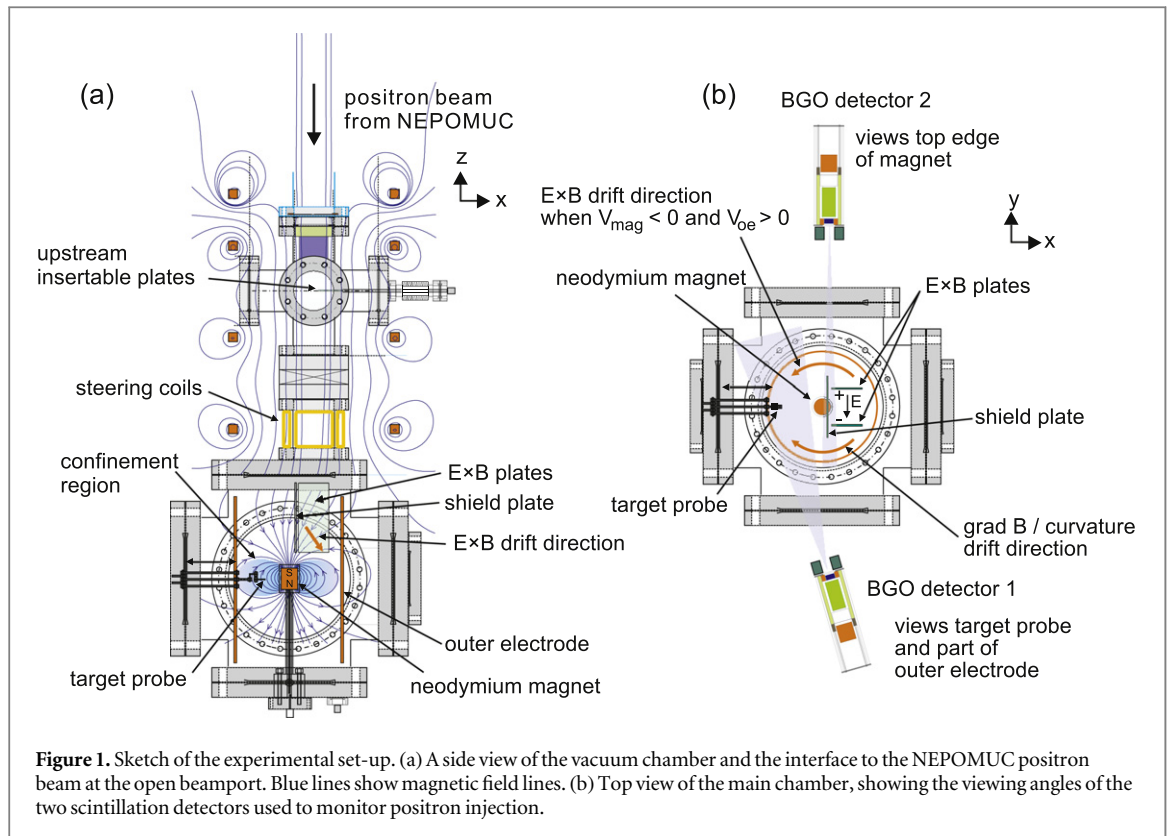 (a)
positron beam
from NEPOMUC
z
x
upstream
insertable plates
steering coils
confinement
region
E×B plates
shield plate
E×B drift direction
S
N
outer electrode
target probe
neodymium magnet
(b)
BGO detector 2
views top edge
of magnet
E×B drift direction
when Vmag < 0 and Voe > 0
y
x
neodymium magnet
E×B plates
+
E
-
shield plate
target probe
grad B / curvature
drift direction
BGO detector 1
views target probe
and part of
outer electrode
Figure 1. Sketch of the experimental set-up. (a) A side view of the vacuum chamber and the interface to the NEPOMUC positron
beam at the open beamport. Blue lines show magnetic field lines. (b) Top view of the main chamber, showing the viewing angles of the
two scintillation detectors used to monitor positron injection.